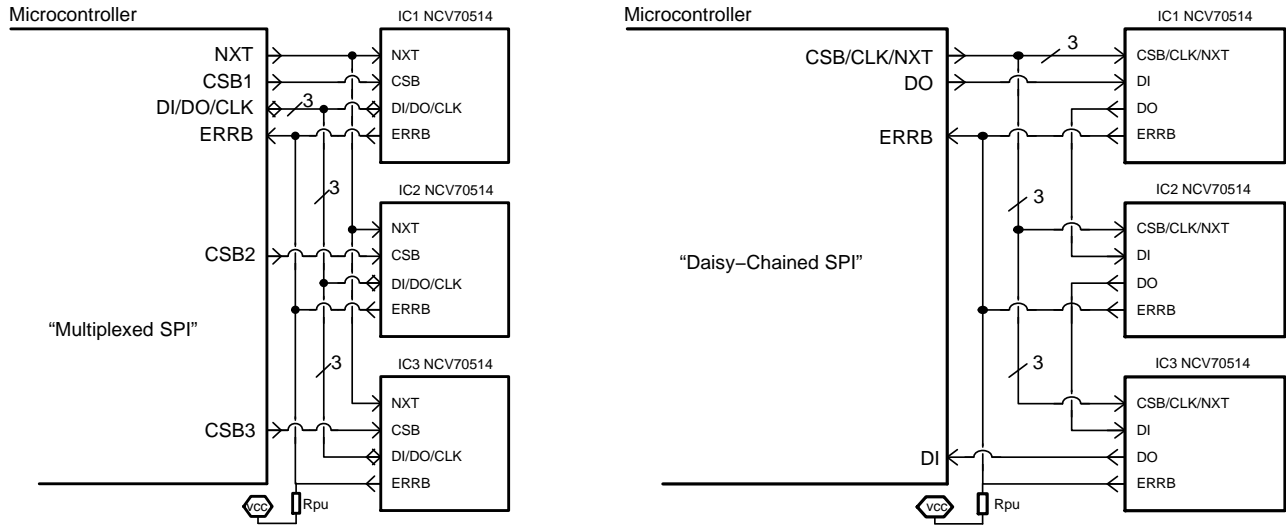 Microcontroller
IC1 NCV70514
NXT
NXT
CSB1
CSB
DI/DO/CLK
3
DI/DO/CLK
ERRB
ERRB
3
IC2 NCV70514
NXT
CSB2
CSB
DI/DO/CLK
ERRB
“Multiplexed SPI”
3
IC3 NCV70514
NXT
CSB3
CSB
DI/DO/CLK
ERRB
VCC
Rpu
Microcontroller
IC1 NCV70514
CSB/CLK/NXT
3
CSB/CLK/NXT
DO
DI
DO
ERRB
ERRB
3
IC2 NCV70514
CSB/CLK/NXT
DI
“Daisy−Chained SPI”
DO
ERRB
3
IC3 NCV70514
CSB/CLK/NXT
DI
DI
DO
ERRB
VCC
Rpu